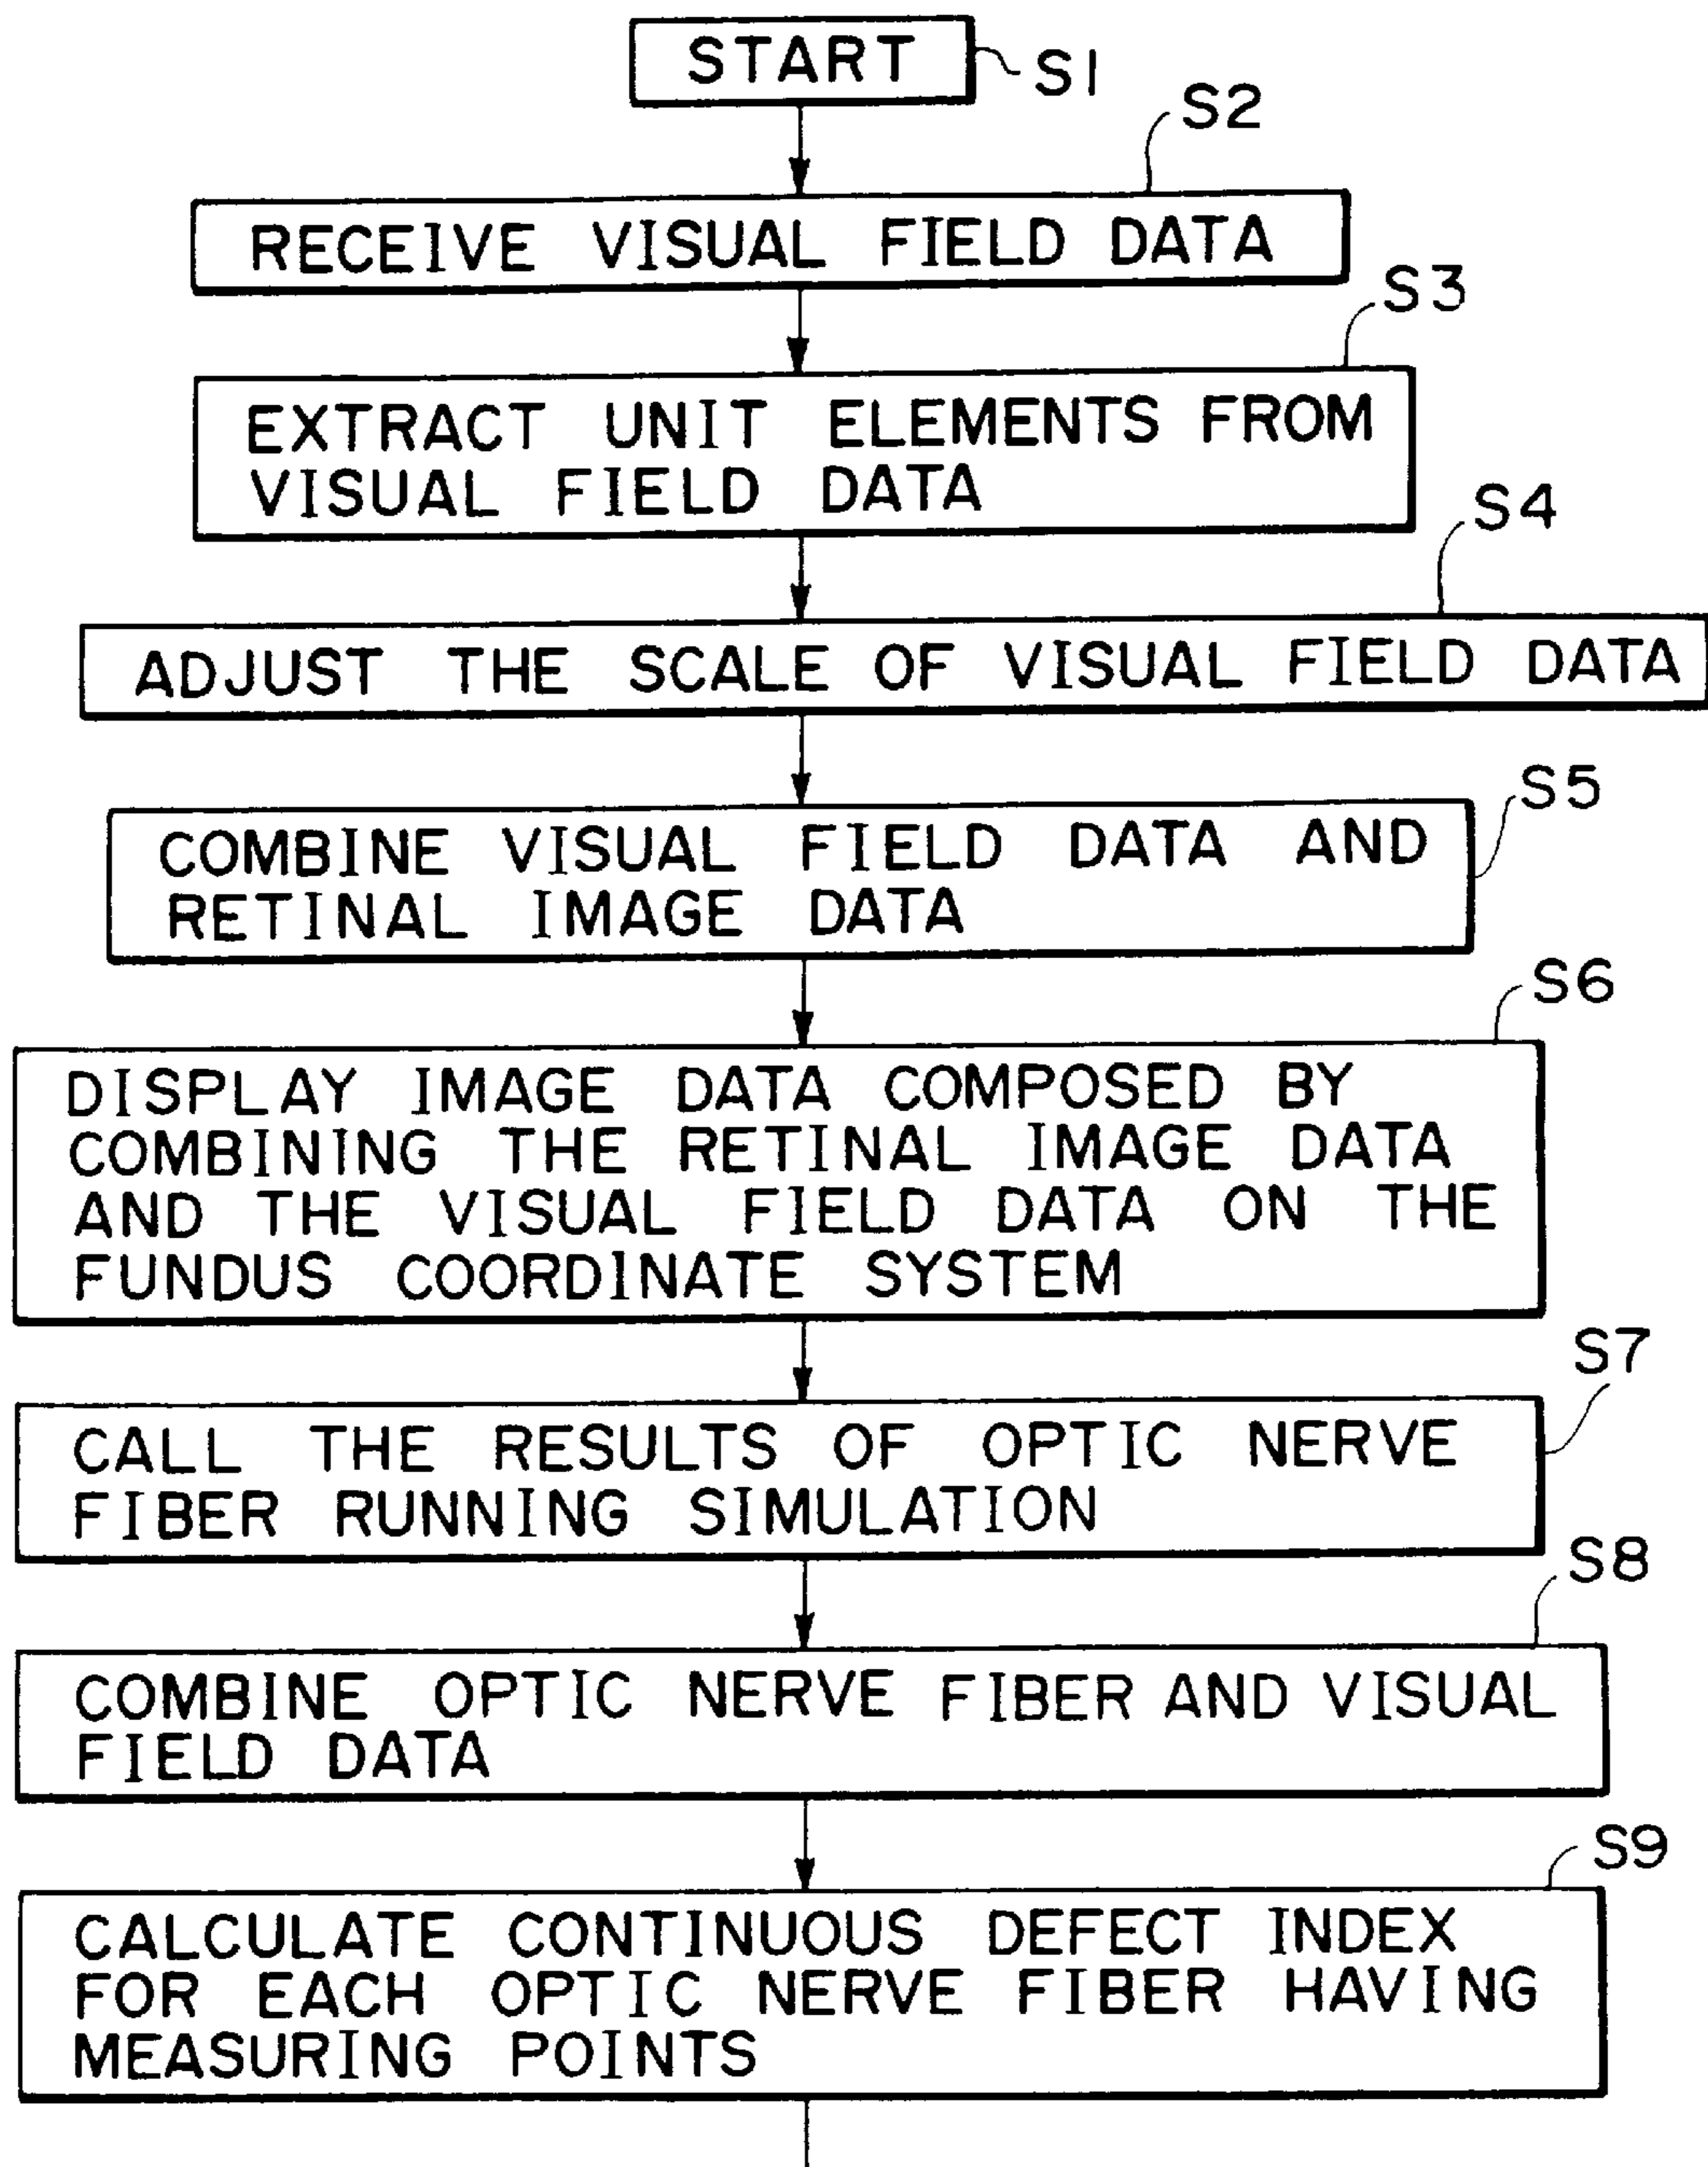 START
S1
S2
RECEIVE VISUAL FIELD DATA
S3
EXTRACT UNIT ELEMENTS FROM
VISUAL FIELD DATA
S4
ADJUST THE SCALE OF VISUAL FIELD DATA
S5
COMBINE VISUAL FIELD DATA AND
RETINAL IMAGE DATA
S6
DISPLAY IMAGE DATA COMPOSED BY
COMBINING THE RETINAL IMAGE DATA
AND THE VISUAL FIELD DATA ON THE
FUNDUS COORDINATE SYSTEM
S7
CALL THE RESULTS OF OPTIC NERVE
FIBER RUNNING SIMULATION
S8
COMBINE OPTIC NERVE FIBER AND VISUAL
FIELD DATA
S9
CALCULATE CONTINUOUS DEFECT INDEX
FOR EACH OPTIC NERVE FIBER HAVING
MEASURING POINTS